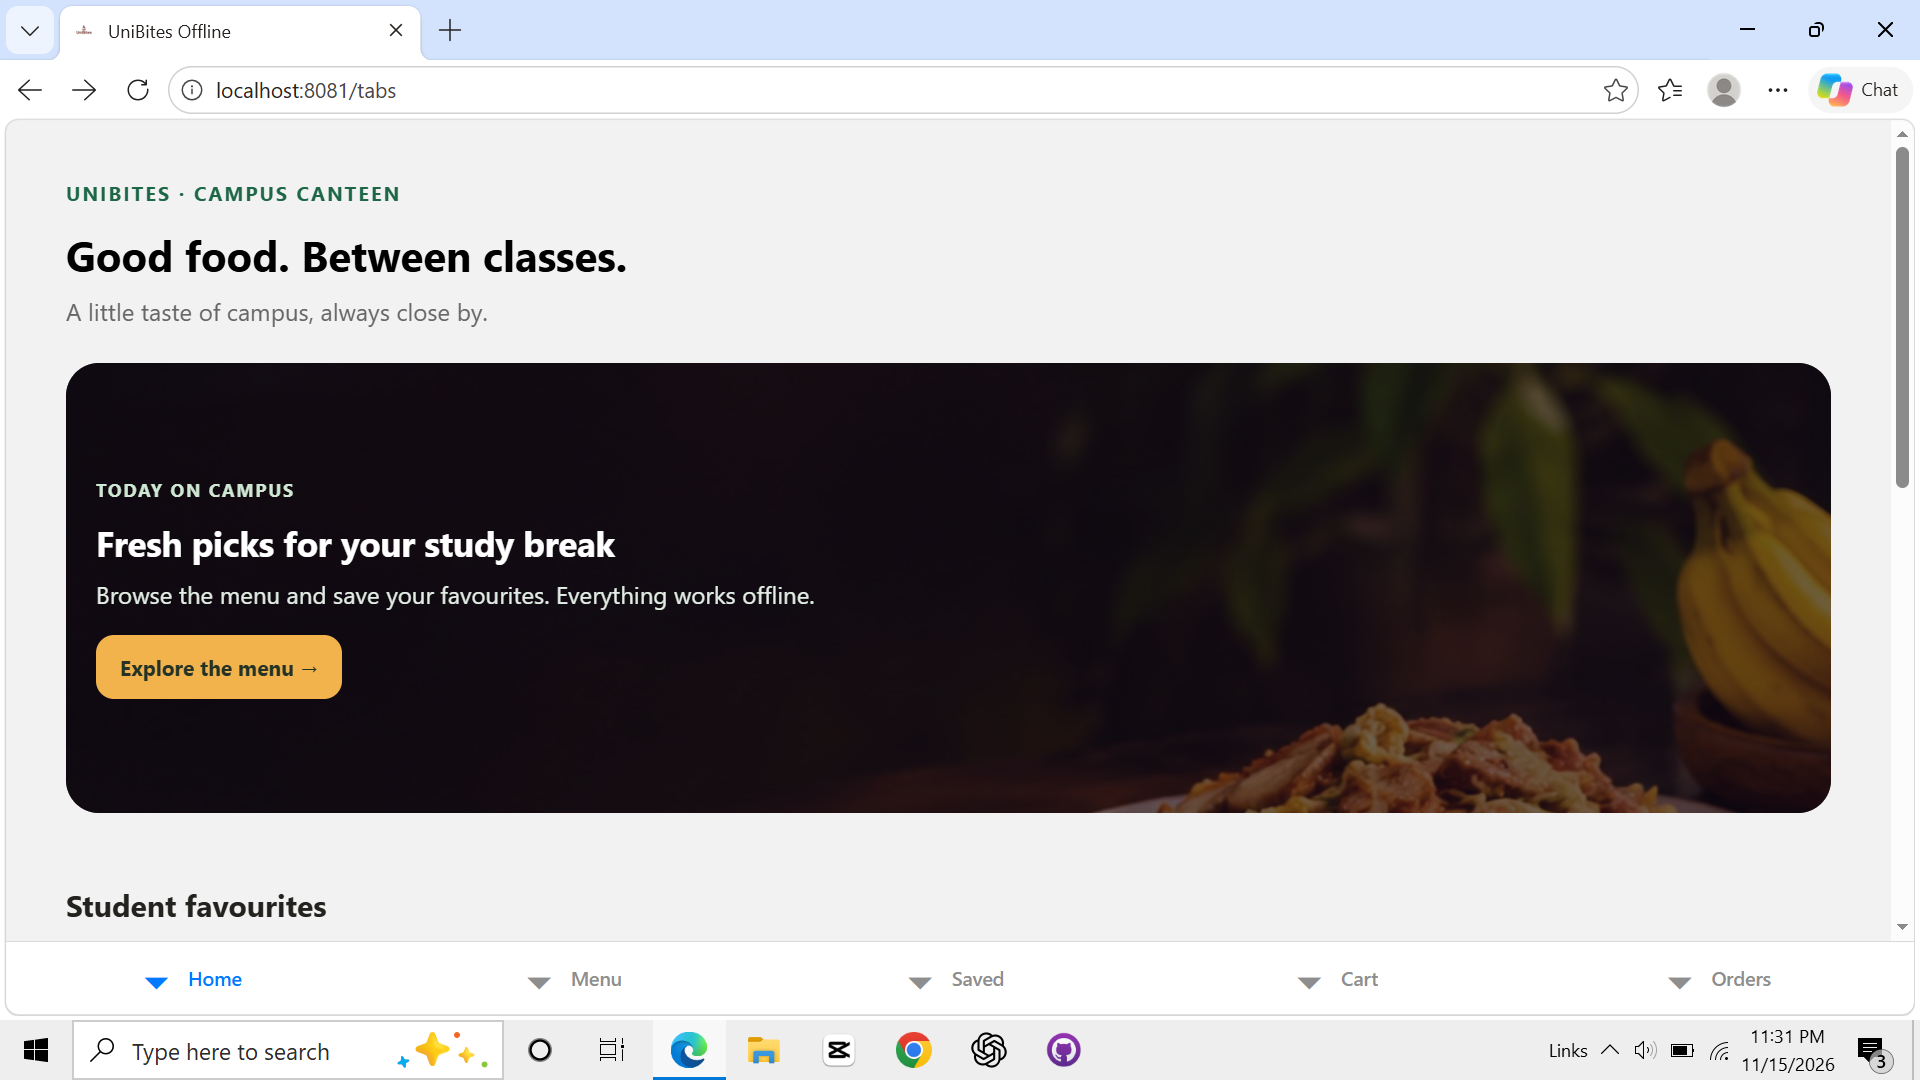 UniBites Offline
localhost:8081/tabs
Chat
UNIBITES · CAMPUS CANTEEN
Good food. Between classes.
A little taste of campus, always close by.
TODAY ON CAMPUS
Fresh picks for your study break
Browse the menu and save your favourites. Everything works offline.
Explore the menu →
Student favourites
Home
Menu
Saved
Cart
Orders
Type here to search
Links
11:31 PM
11/15/2026
3